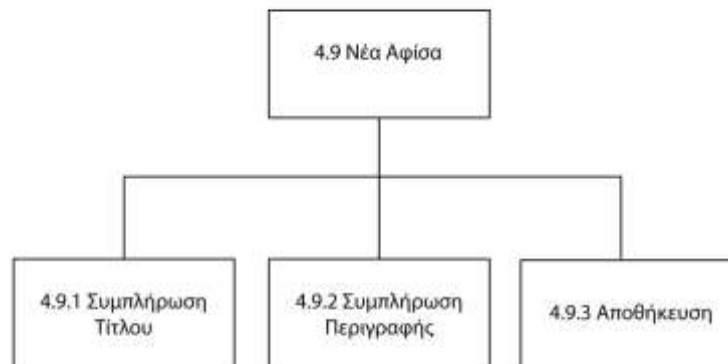 4.9 Νέα Αφίσα
4.9.1 Συμπλήρωση
Τίτλου
4.9.2 Συμπλήρωση
Περιγραφής
4.9.3 Αποθήκευση